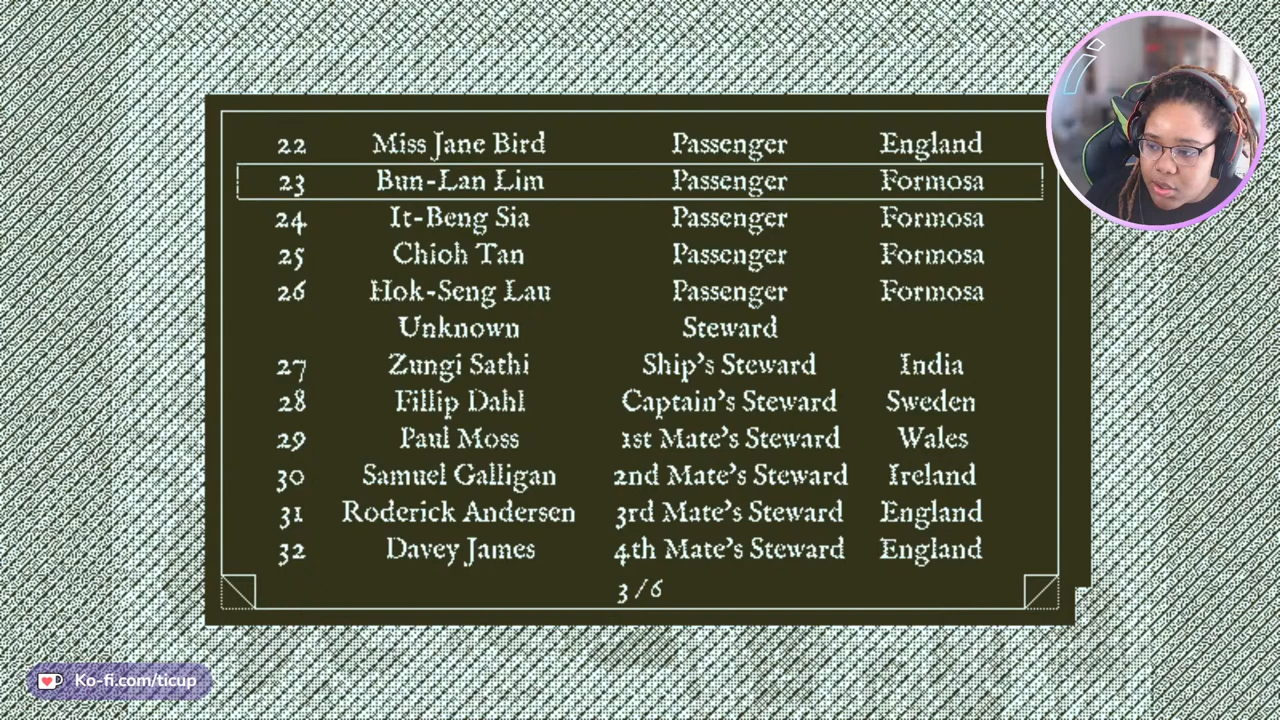 22 Miss Jane Bird Passenger England
23 Bun-Lan Lim Passenger Formosa
24 It-Beng Sia Passenger Formosa
25 Chioh Tan Passenger Formosa
26 Hok-Seng Lau Passenger Formosa
Unknown Steward
27 Zungi Sathi Ship's Steward India
28 Fillip Dahl Captain's Steward Sweden
29 Paul Moss 1st Mate's Steward Wales
30 Samuel Galligan 2nd Mate's Steward Ireland
31 Roderick Andersen 3rd Mate's Steward England
32 Davey James 4th Mate's Steward England
3/6
Ko-fi.com/ticup